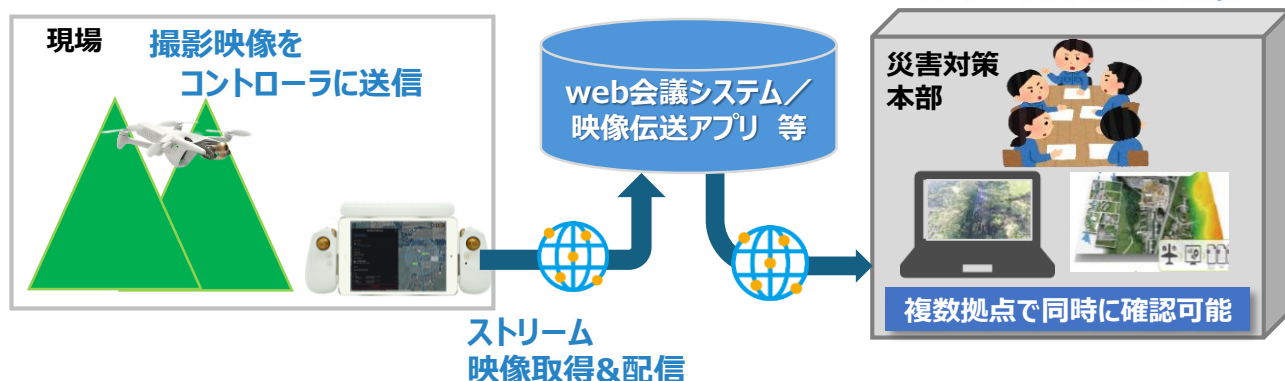 現場
撮影映像を
コントローラに送信
web会議システム／
映像伝送アプリ 等
災害対策
本部
複数拠点で同時に確認可能
ストリーム
映像取得&配信